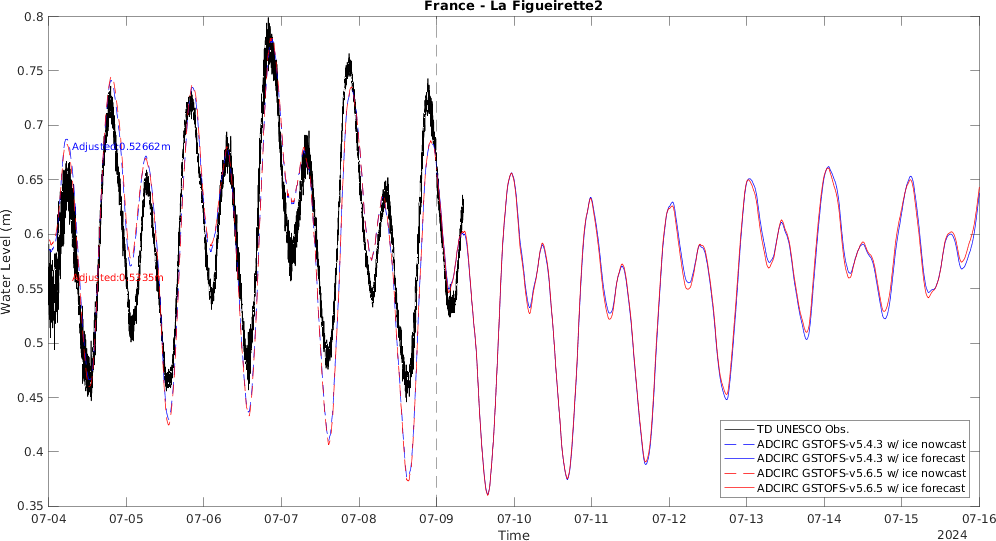 France - La Figueirette2
0.8
0.75
0.7
0.65
0.6
0.55
0.5
0.45
0.4
0.35
Water Level (m)
Adjusted:0.52662m
Adjusted:0.5335m
TD UNESCO Obs.
ADCIRC GSTOFS-v5.4.3 w/ ice nowcast
ADCIRC GSTOFS-v5.4.3 w/ ice forecast
ADCIRC GSTOFS-v5.6.5 w/ ice nowcast
ADCIRC GSTOFS-v5.6.5 w/ ice forecast
07-04 07-05 07-06 07-07 07-08 07-09 07-10 07-11 07-12 07-13 07-14 07-15 07-16
Time
2024